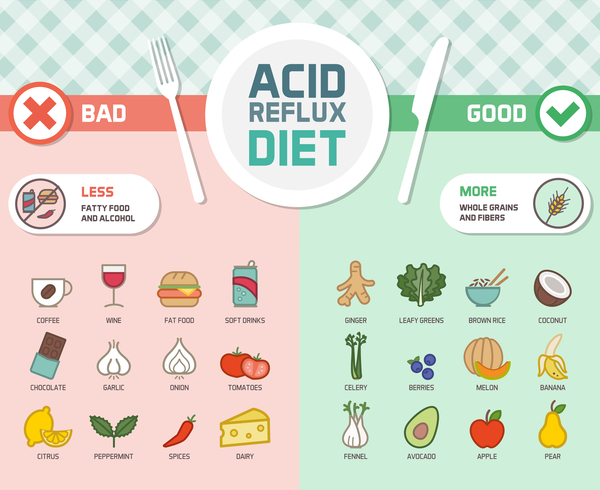 ACID
REFLUX
DIET
BAD
GOOD
LESS
FATTY FOOD
AND ALCOHOL
MORE
WHOLE GRAINS
AND FIBERS
COFFEE
WINE
FAT FOOD
SOFT DRINKS
CHOCOLATE
GARLIC
ONION
TOMATOES
CITRUS
PEPPERMINT
SPICES
DAIRY
GINGER
LEAFY GREENS
BROWN RICE
COCONUT
CELERY
BERRIES
MELON
BANANA
FENNEL
AVOCADO
APPLE
PEAR